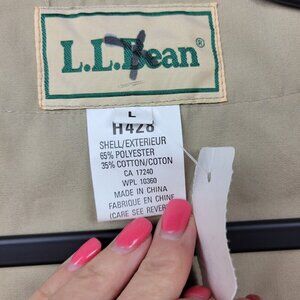 L.L.Bean®
L
H428
SHELL/EXTERIEUR
65% POLYESTER
35% COTTON/COTON
CA 17240
WPL 10360
MADE IN CHINA
FABRIQUE EN CHINE
(CARE SEE REVER